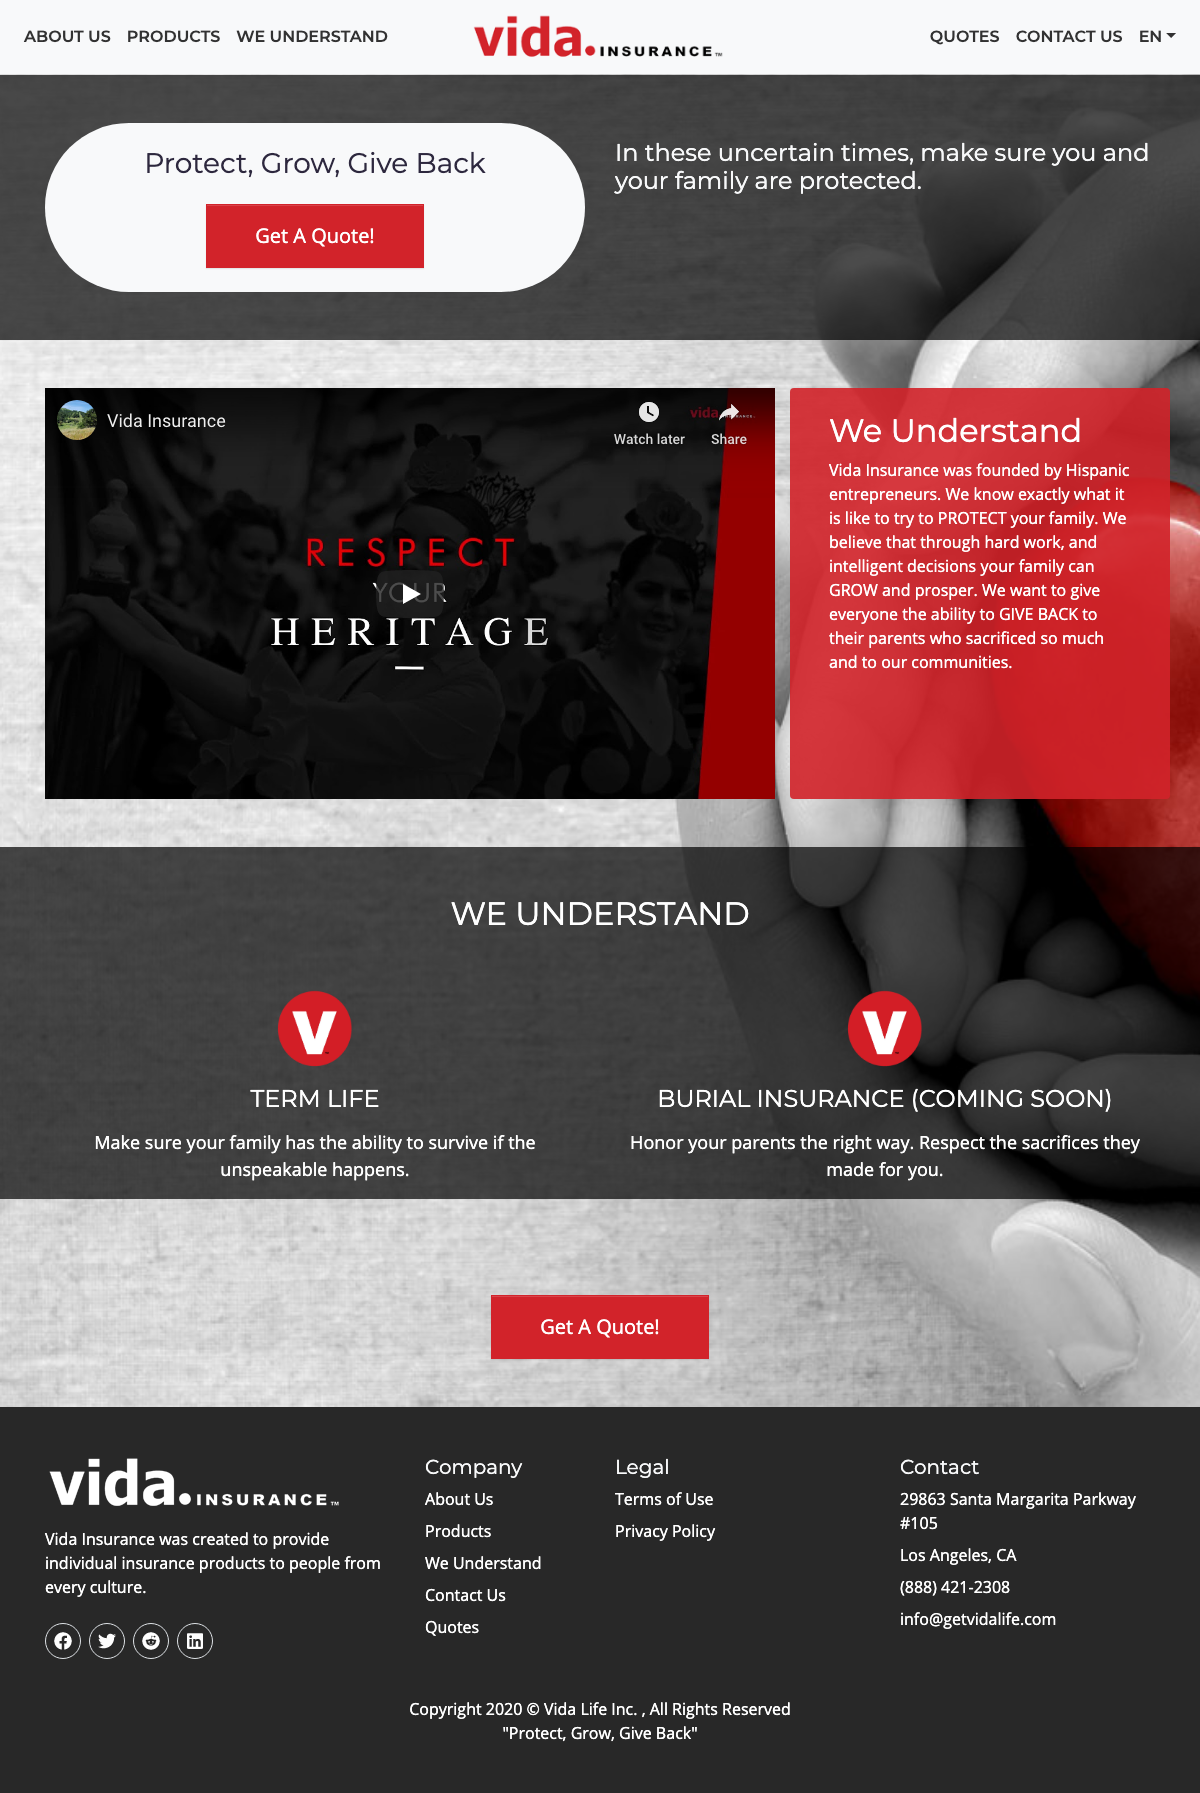 ABOUT US PRODUCTS WE UNDERSTAND
vida.INSURANCE™
QUOTES CONTACT US EN
Protect, Grow, Give Back
Get A Quote!
In these uncertain times, make sure you and
your family are protected.
Vida Insurance
Watch later
Share
vida.
RESPECT
YOUR
HERITAGE
We Understand
Vida Insurance was founded by Hispanic
entrepreneurs. We know exactly what it
is like to try to PROTECT your family. We
believe that through hard work, and
intelligent decisions your family can
GROW and prosper. We want to give
everyone the ability to GIVE BACK to
their parents who sacrificed so much
and to our communities.
WE UNDERSTAND
V
TERM LIFE
Make sure your family has the ability to survive if the
unspeakable happens.
V
BURIAL INSURANCE (COMING SOON)
Honor your parents the right way. Respect the sacrifices they
made for you.
Get A Quote!
vida.INSURANCE™
Vida Insurance was created to provide
individual insurance products to people from
every culture.
Company
About Us
Products
We Understand
Contact Us
Quotes
Legal
Terms of Use
Privacy Policy
Contact
29863 Santa Margarita Parkway
#105
Los Angeles, CA
(888) 421-2308
info@getvidalife.com
Copyright 2020 © Vida Life Inc. , All Rights Reserved
"Protect, Grow, Give Back"